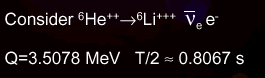 Consider ⁶He⁺⁺→⁶Li⁺⁺⁺ ν̅ₑ e⁻
Q=3.5078 MeV T/2 ≈ 0.8067 s